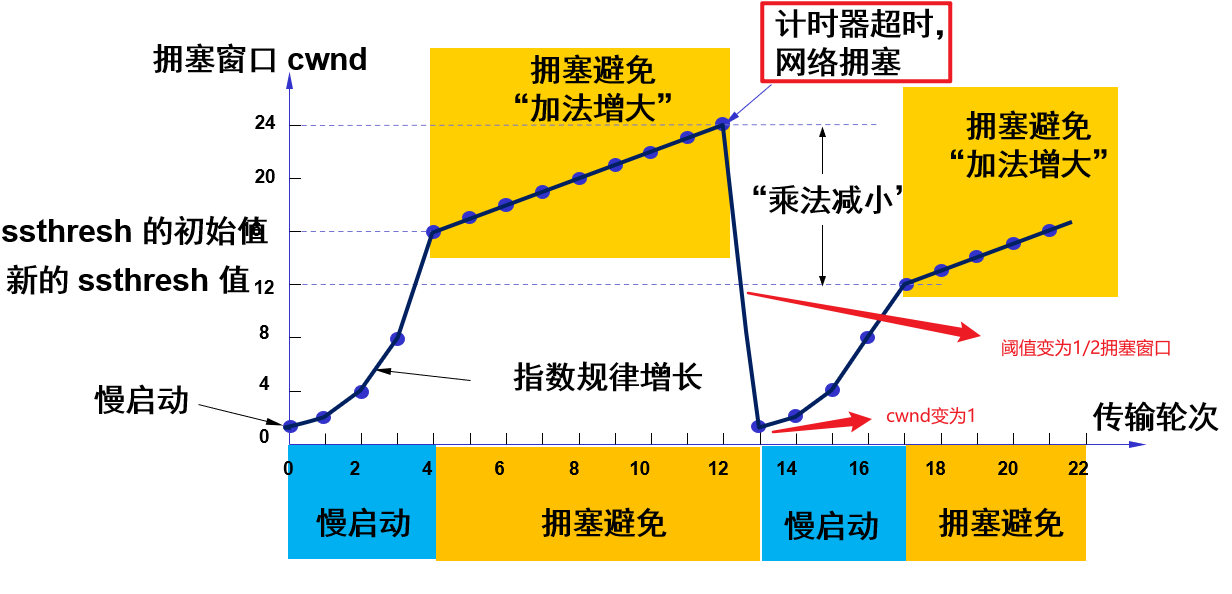 计时器超时，
网络拥塞
拥塞窗口 cwnd
拥塞避免
“加法增大”
拥塞避免
“加法增大”
24
20
“乘法减小”
ssthresh 的初始值
新的 ssthresh 值
12
8
阈值变为1/2拥塞窗口
指数规律增长
4
慢启动
cwnd变为1
传输轮次
0
0
2
4
6
8
10
12
14
16
18
20
22
慢启动
拥塞避免
慢启动
拥塞避免